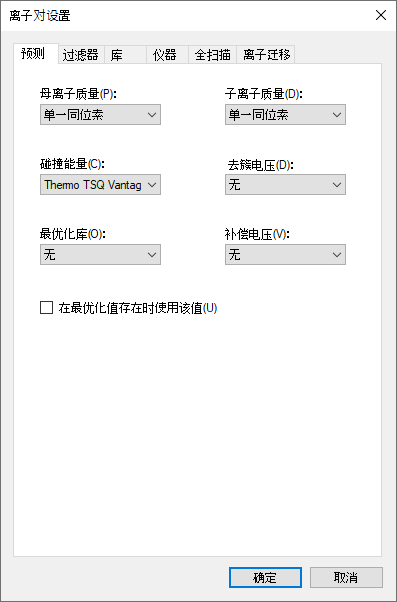 离子对设置
预测 过滤器 库 仪器 全扫描 离子迁移
母离子质量(P): 子离子质量(D):
单一同位素 单一同位素
碰撞能量(C): 去簇电压(D):
Thermo TSQ Vantag 无
最优化库(O): 补偿电压(V):
无 无
在最优化值存在时使用该值(U)
确定 取消